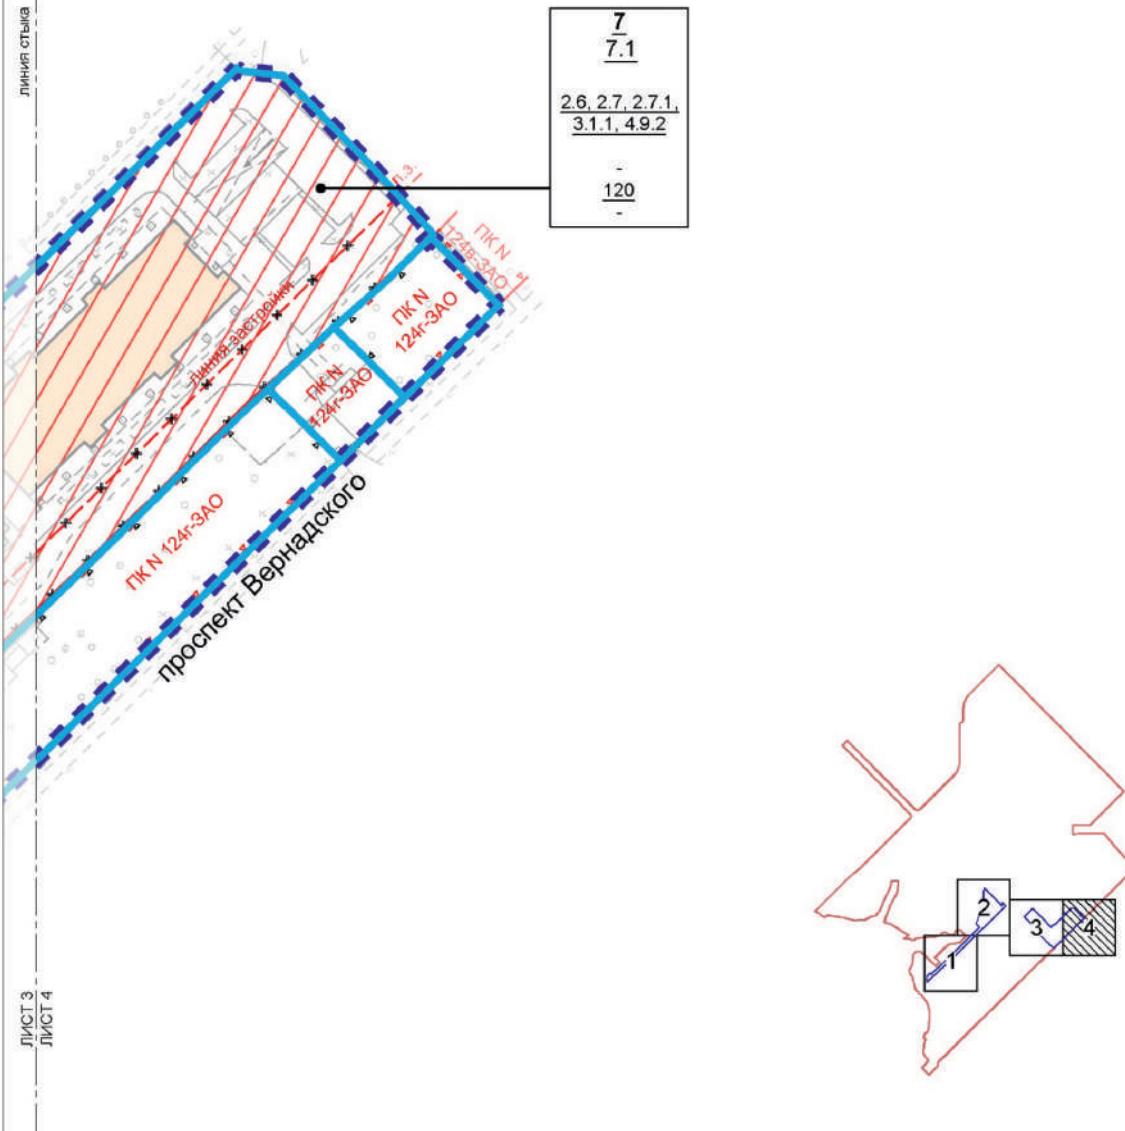 линия стыка
7
7.1
2.6, 2.7, 2.7.1,
3.1.1, 4.9.2
-
120
-
Л.З.
ПК N
124в-ЗАО
ПК N
124г-ЗАО
ПК N
124г-ЗАО
линия застройки
ПК N 124г-ЗАО
проспект Вернадского
ЛИСТ 3
ЛИСТ 4
1
2
3
4